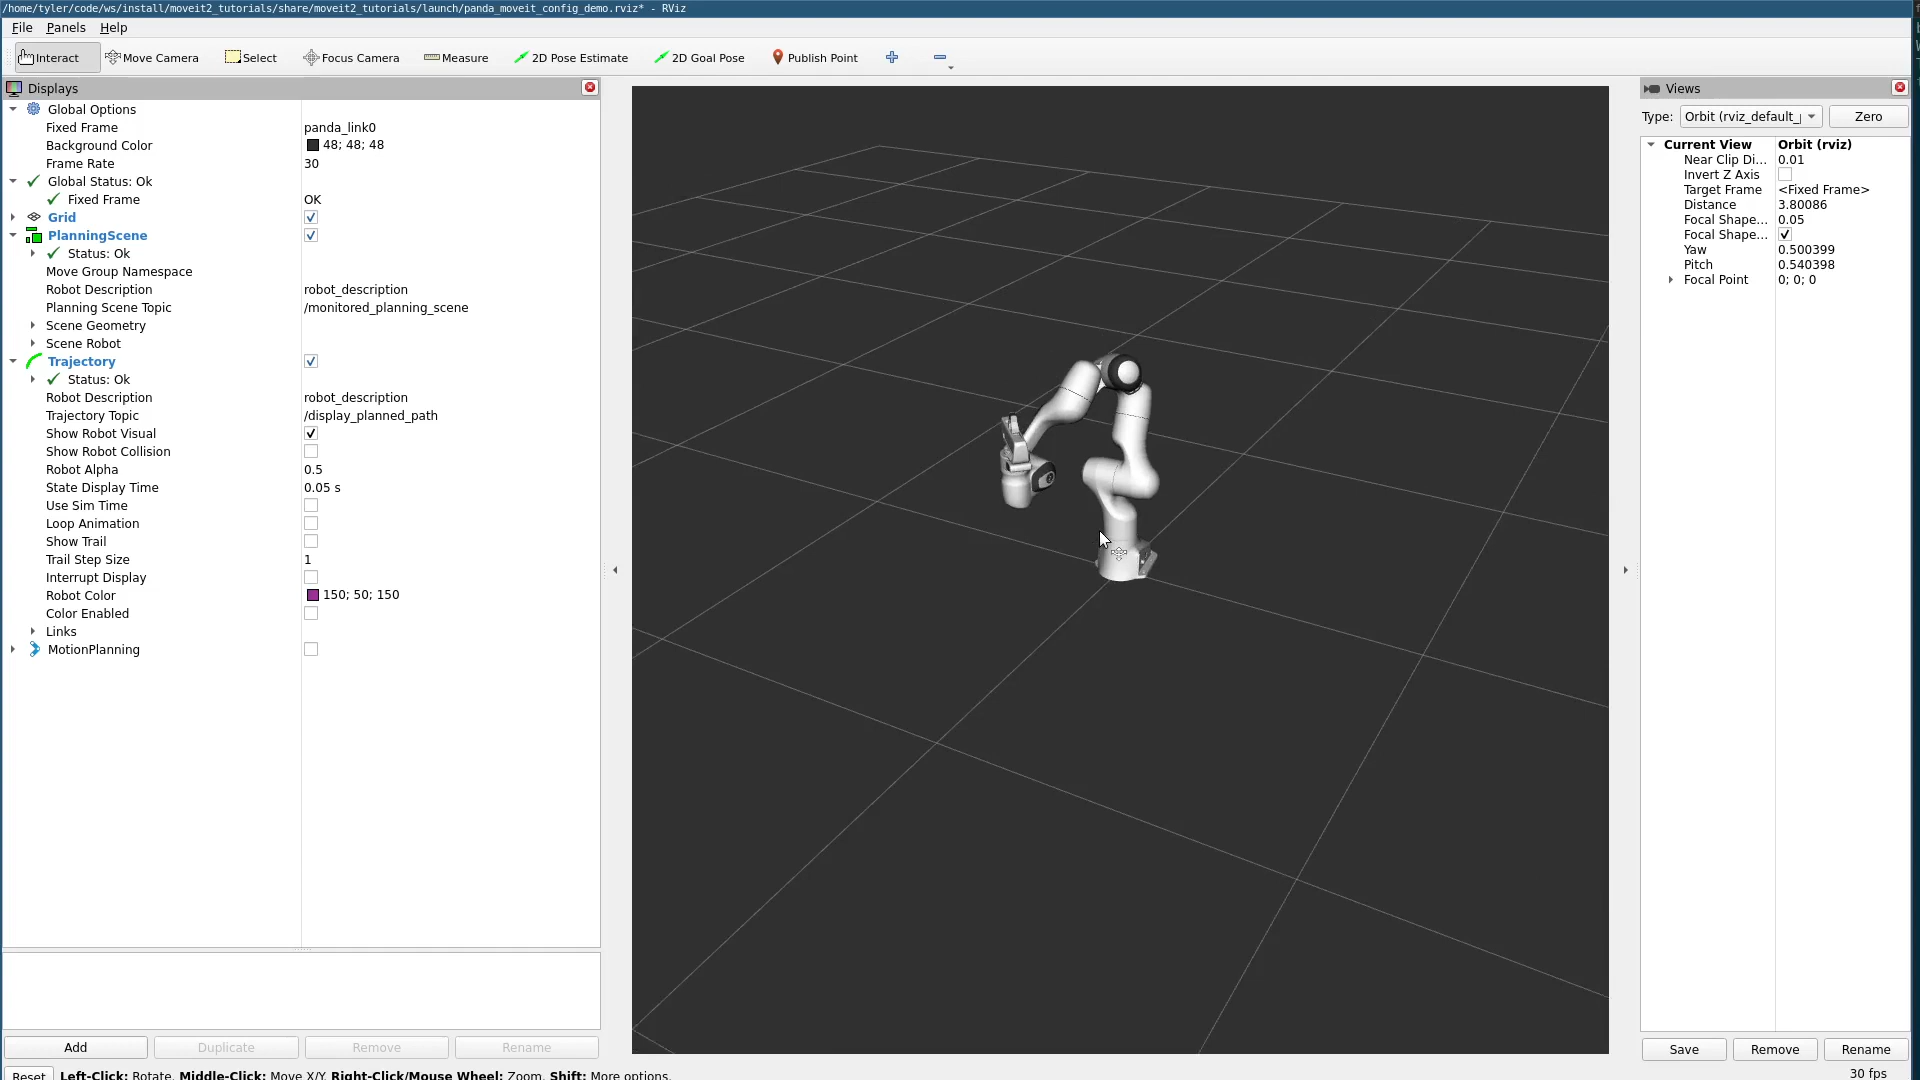 /home/tyler/code/ws/install/moveit2_tutorials/share/moveit2_tutorials/launch/panda_moveit_config_demo.rviz* - RViz
File Panels Help
Interact Move Camera Select Focus Camera Measure 2D Pose Estimate 2D Goal Pose Publish Point
Displays
Global Options
Fixed Frame panda_link0
Background Color 48; 48; 48
Frame Rate 30
Global Status: Ok
Fixed Frame OK
Grid
PlanningScene
Status: Ok
Move Group Namespace
Robot Description robot_description
Planning Scene Topic /monitored_planning_scene
Scene Geometry
Scene Robot
Trajectory
Status: Ok
Robot Description robot_description
Trajectory Topic /display_planned_path
Show Robot Visual
Show Robot Collision
Robot Alpha 0.5
State Display Time 0.05 s
Use Sim Time
Loop Animation
Show Trail
Trail Step Size 1
Interrupt Display
Robot Color 150; 50; 150
Color Enabled
Links
MotionPlanning
Add Duplicate Remove Rename
Reset Left-Click: Rotate. Middle-Click: Move X/Y. Right-Click/Mouse Wheel: Zoom. Shift: More options.
Views
Type: Orbit (rviz_default_ Zero
Current View Orbit (rviz)
Near Clip Di... 0.01
Invert Z Axis
Target Frame <Fixed Frame>
Distance 3.80086
Focal Shape... 0.05
Focal Shape...
Yaw 0.500399
Pitch 0.540398
Focal Point 0; 0; 0
Save Remove Rename
30 fps